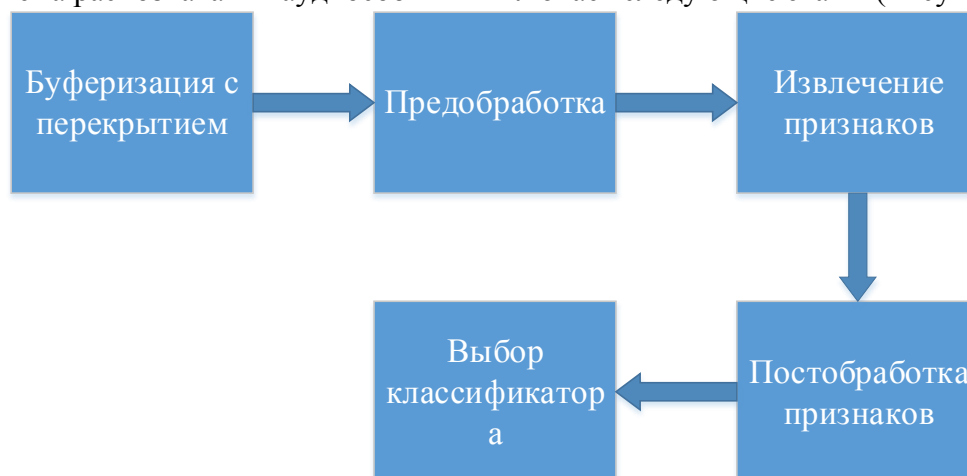 Буферизация с
перекрытием
Предобработка
Извлечение
признаков
Выбор
классификатор
а
Постобработка
признаков